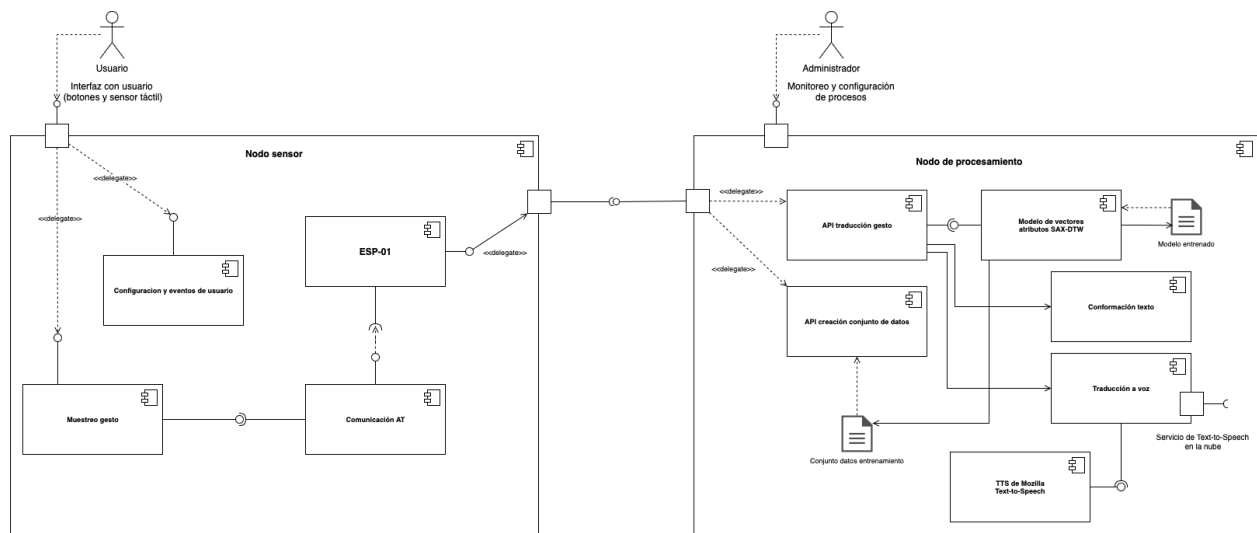 Usuario
Interfaz con usuario
(botones y sensor táctil)
Administrador
Monitoreo y configuración
de procesos
Nodo sensor
<<delegate>>
<<delegate>>
ESP-01
<<delegate>>
Configuracion y eventos de usuario
Muestreo gesto
Comunicación AT
Nodo de procesamiento
<<delegate>>
<<delegate>>
API traducción gesto
Modelo de vectores
atributos SAX-DTW
Modelo entrenado
API creación conjunto de datos
Conformación texto
Traducción a voz
Servicio de Text-to-Speech
en la nube
Conjunto datos entrenamiento
TTS de Mozilla
Text-to-Speech